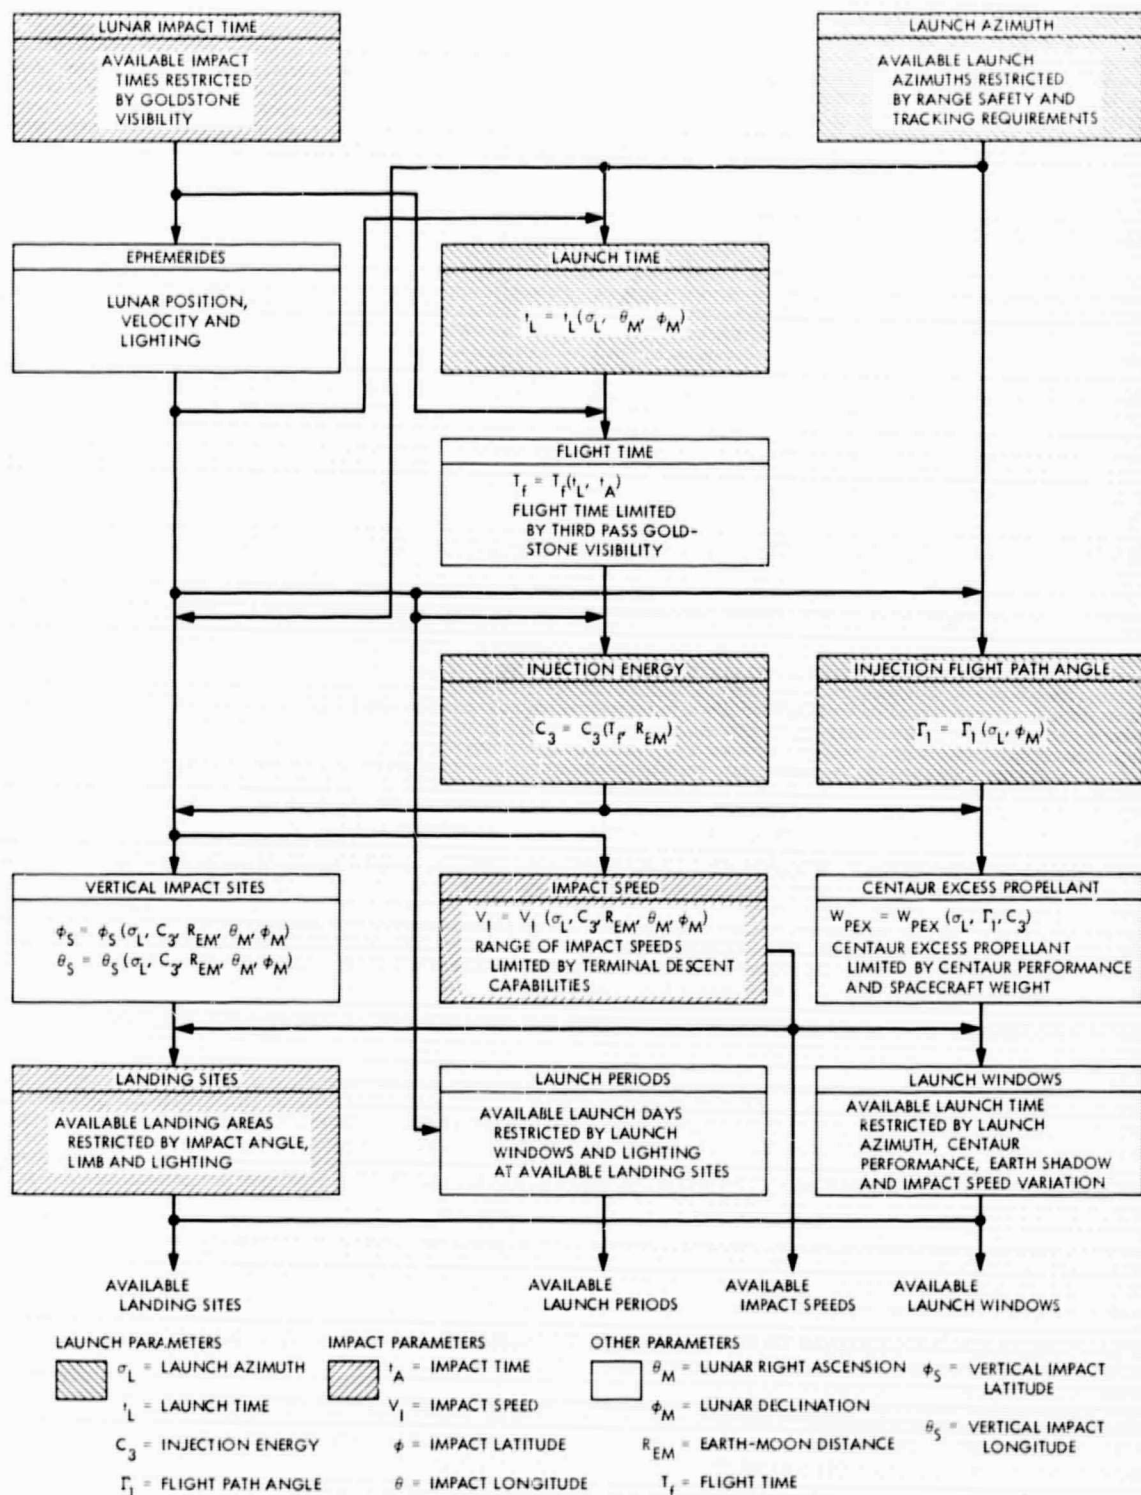 LUNAR IMPACT TIME
AVAILABLE IMPACT
TIMES RESTRICTED
BY GOLDSTONE
VISIBILITY
LAUNCH AZIMUTH
AVAILABLE LAUNCH
AZIMUTHS RESTRICTED
BY RANGE SAFETY AND
TRACKING REQUIREMENTS
EPHEMERIDES
LUNAR POSITION,
VELOCITY AND
LIGHTING
LAUNCH TIME
t_L = t_L(σ_L, θ_M, φ_M)
FLIGHT TIME
T_f = T_f(t_L, t_A)
FLIGHT TIME LIMITED
BY THIRD PASS GOLD-
STONE VISIBILITY
INJECTION ENERGY
C_3 = C_3(T_f, R_EM)
INJECTION FLIGHT PATH ANGLE
Γ_1 = Γ_1(σ_L, φ_M)
VERTICAL IMPACT SITES
φ_S = φ_S(σ_L, C_3, R_EM, θ_M, φ_M)
θ_S = θ_S(σ_L, C_3, R_EM, θ_M, φ_M)
IMPACT SPEED
V_I = V_I (σ_L, C_3, R_EM, θ_M, φ_M)
RANGE OF IMPACT SPEEDS
LIMITED BY TERMINAL DESCENT
CAPABILITIES
CENTAUR EXCESS PROPELLANT
W_PEX = W_PEX (σ_L, Γ_1, C_3)
CENTAUR EXCESS PROPELLANT
LIMITED BY CENTAUR PERFORMANCE
AND SPACECRAFT WEIGHT
LANDING SITES
AVAILABLE LANDING AREAS
RESTRICTED BY IMPACT ANGLE,
LIMB AND LIGHTING
LAUNCH PERIODS
AVAILABLE LAUNCH DAYS
RESTRICTED BY LAUNCH
WINDOWS AND LIGHTING
AT AVAILABLE LANDING SITES
LAUNCH WINDOWS
AVAILABLE LAUNCH TIME
RESTRICTED BY LAUNCH
AZIMUTH, CENTAUR
PERFORMANCE, EARTH SHADOW
AND IMPACT SPEED VARIATION
AVAILABLE
LANDING SITES
AVAILABLE
LAUNCH PERIODS
AVAILABLE
IMPACT SPEEDS
AVAILABLE
LAUNCH WINDOWS
LAUNCH PARAMETERS
σ_L = LAUNCH AZIMUTH
t_L = LAUNCH TIME
C_3 = INJECTION ENERGY
Γ_1 = FLIGHT PATH ANGLE
IMPACT PARAMETERS
t_A = IMPACT TIME
V_I = IMPACT SPEED
φ = IMPACT LATITUDE
θ = IMPACT LONGITUDE
OTHER PARAMETERS
θ_M = LUNAR RIGHT ASCENSION
φ_M = LUNAR DECLINATION
R_EM = EARTH-MOON DISTANCE
T_f = FLIGHT TIME
φ_S = VERTICAL IMPACT
LATITUDE
θ_S = VERTICAL IMPACT
LONGITUDE